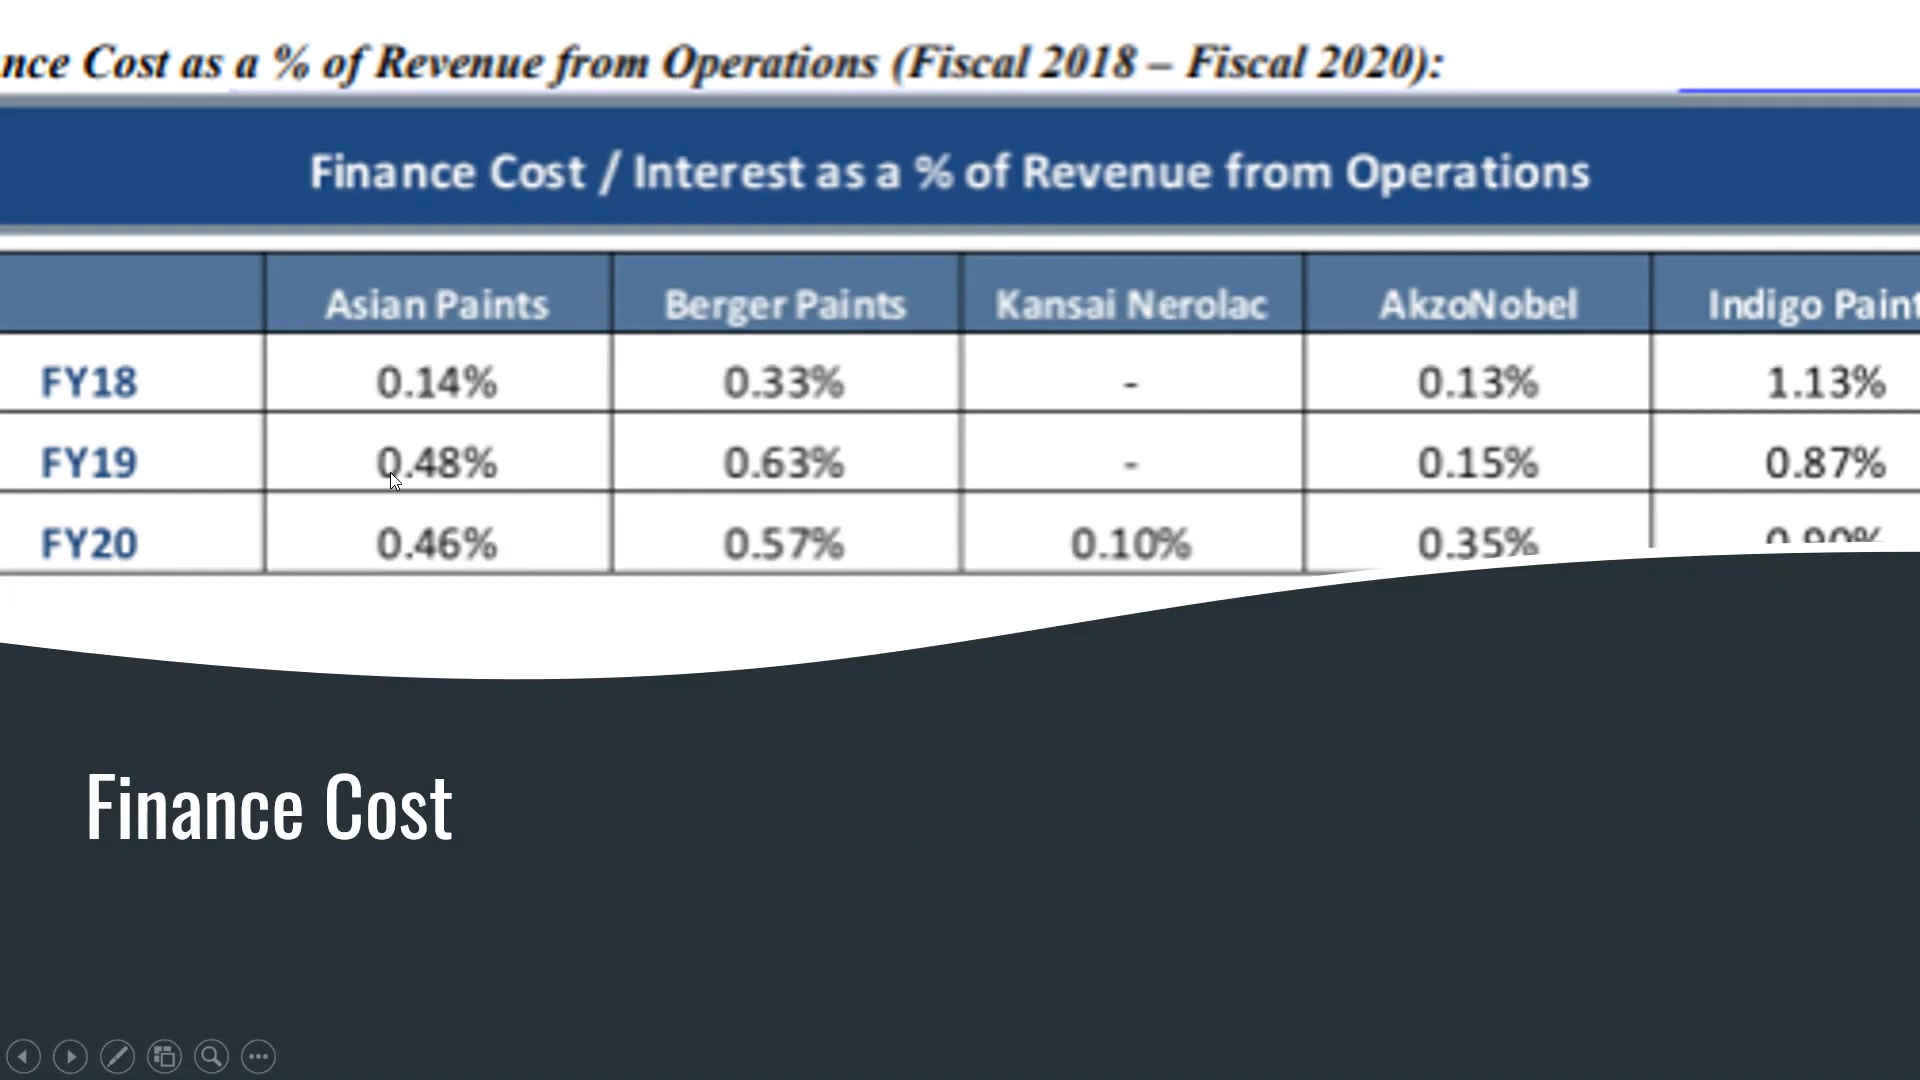 nce Cost as a % of Revenue from Operations (Fiscal 2018 – Fiscal 2020):
Finance Cost / Interest as a % of Revenue from Operations
Asian Paints Berger Paints Kansai Nerolac AkzoNobel Indigo Paint
FY18 0.14% 0.33% - 0.13% 1.13%
FY19 0.48% 0.63% - 0.15% 0.87%
FY20 0.46% 0.57% 0.10% 0.35%
Finance Cost